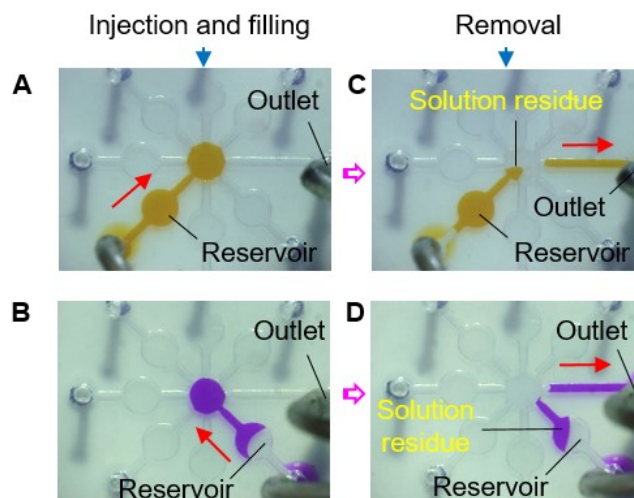 Injection and filling
Removal
A
Outlet
Reservoir
C
Solution residue
Outlet
Reservoir
B
Outlet
Reservoir
D
Outlet
Solution
residue
Reservoir